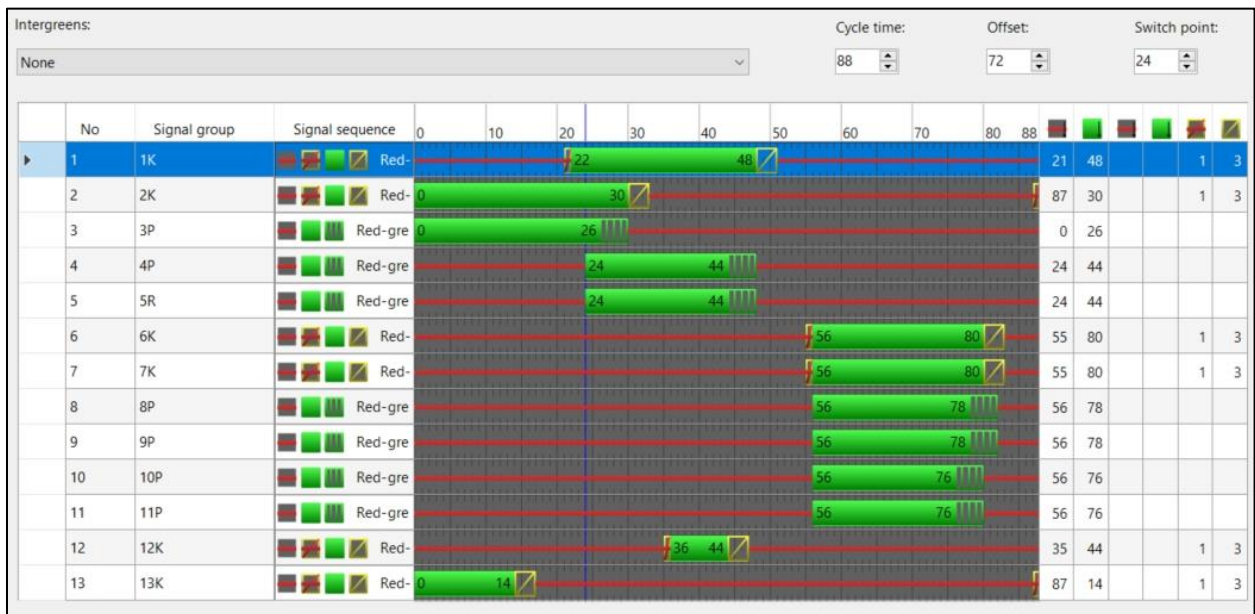 Intergreens: Cycle time: Offset: Switch point:
None 88 72 24
No Signal group Signal sequence 0 10 20 30 40 50 60 70 80 88
1 1K Red- 22 48 21 48 1 3
2 2K Red- 0 30 87 30 1 3
3 3P Red-gre 0 26 0 26
4 4P Red-gre 24 44 24 44
5 5R Red-gre 24 44 24 44
6 6K Red- 56 80 55 80 1 3
7 7K Red- 56 80 55 80 1 3
8 8P Red-gre 56 78 56 78
9 9P Red-gre 56 78 56 78
10 10P Red-gre 56 76 56 76
11 11P Red-gre 56 76 56 76
12 12K Red- 36 44 35 44 1 3
13 13K Red- 0 14 87 14 1 3